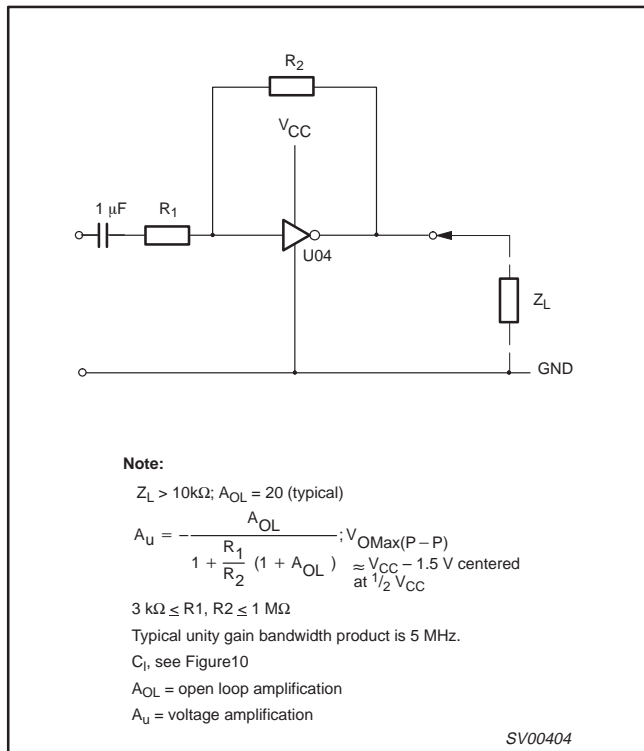 R2
VCC
1 μF
R1
U04
ZL
GND
Note:
ZL > 10kΩ; AOL = 20 (typical)
Au = − AOL / 1 + R1/R2 (1 + AOL) ; VOMax(P−P)
≈ VCC − 1.5 V centered
at 1/2 VCC
3 kΩ ≤ R1, R2 ≤ 1 MΩ
Typical unity gain bandwidth product is 5 MHz.
CI, see Figure10
AOL = open loop amplification
Au = voltage amplification
SV00404